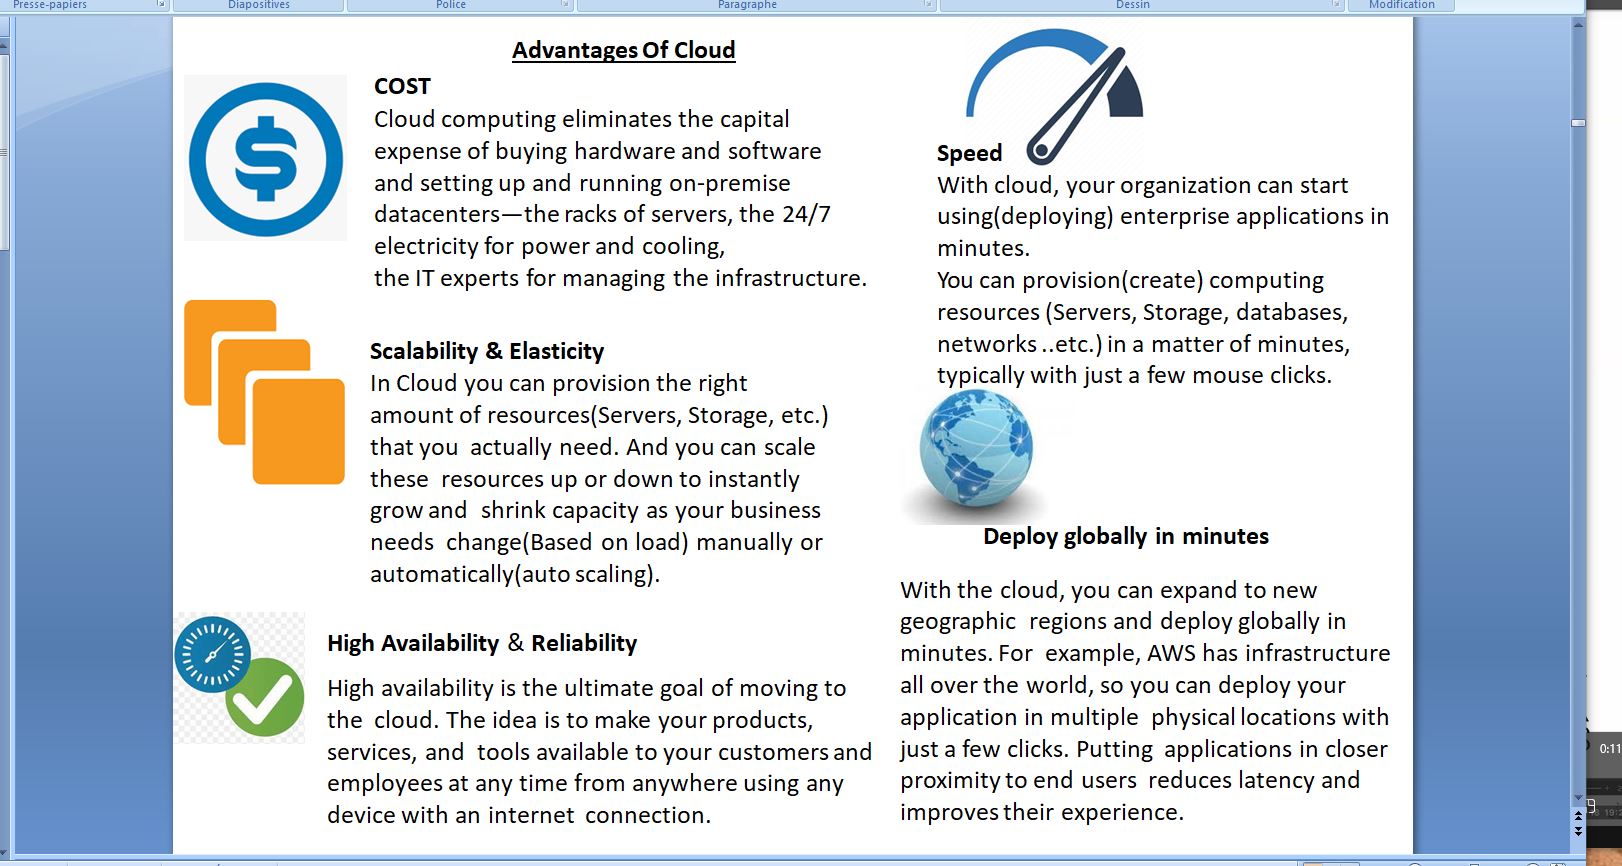 Presse-papiers
Diapositives
Police
Paragraphe
Dessin
Modification
Advantages Of Cloud
COST
Cloud computing eliminates the capital
expense of buying hardware and software
and setting up and running on-premise
datacenters—the racks of servers, the 24/7
electricity for power and cooling,
the IT experts for managing the infrastructure.
Scalability & Elasticity
In Cloud you can provision the right
amount of resources(Servers, Storage, etc.)
that you actually need. And you can scale
these resources up or down to instantly
grow and shrink capacity as your business
needs change(Based on load) manually or
automatically(auto scaling).
High Availability & Reliability
High availability is the ultimate goal of moving to
the cloud. The idea is to make your products,
services, and tools available to your customers and
employees at any time from anywhere using any
device with an internet connection.
Speed
With cloud, your organization can start
using(deploying) enterprise applications in
minutes.
You can provision(create) computing
resources (Servers, Storage, databases,
networks ..etc.) in a matter of minutes,
typically with just a few mouse clicks.
Deploy globally in minutes
With the cloud, you can expand to new
geographic regions and deploy globally in
minutes. For example, AWS has infrastructure
all over the world, so you can deploy your
application in multiple physical locations with
just a few clicks. Putting applications in closer
proximity to end users reduces latency and
improves their experience.
0:11